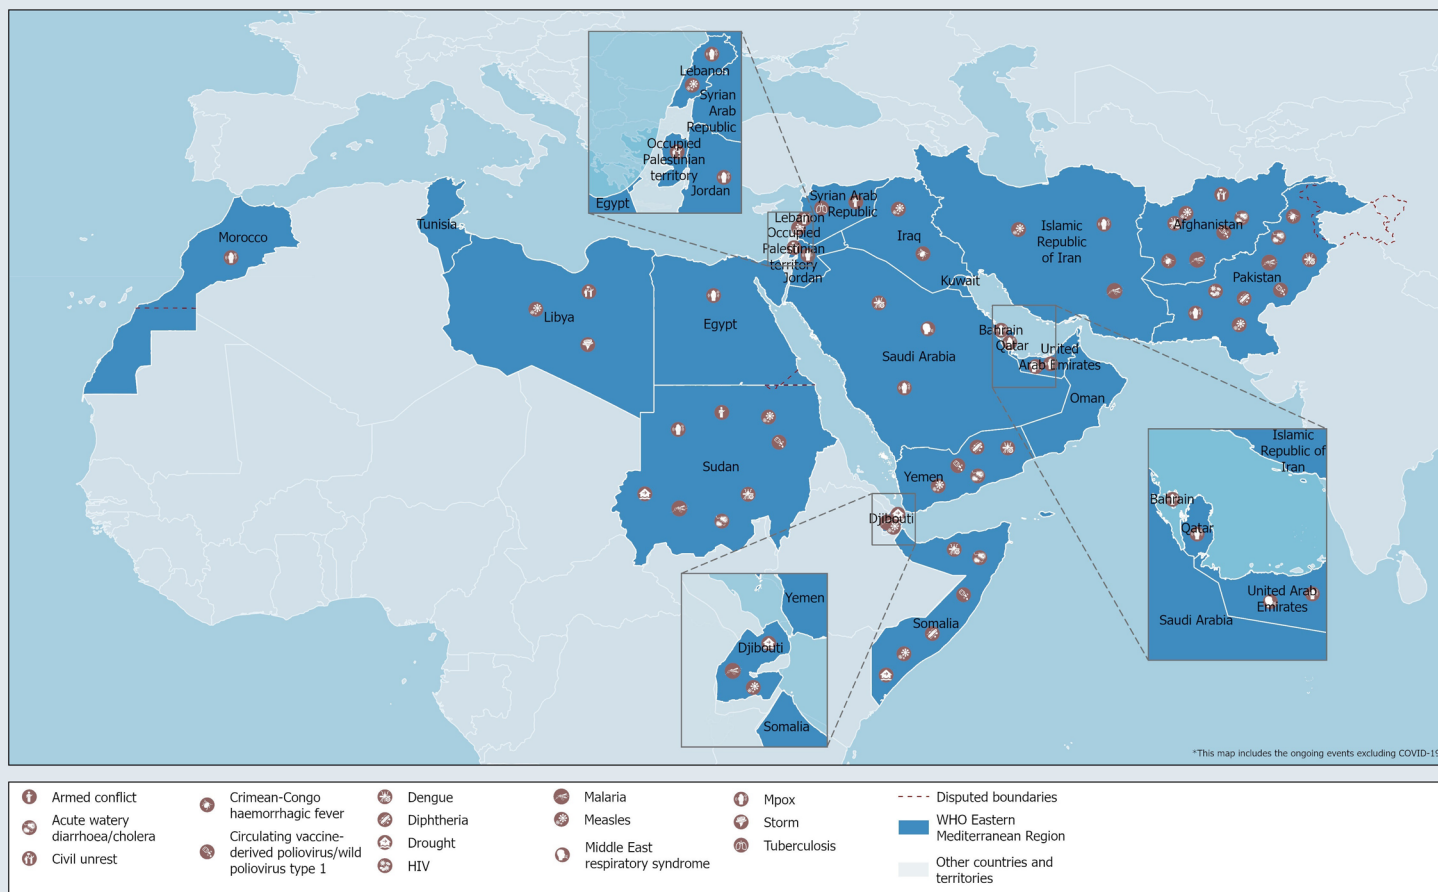 Lebanon
Syrian
Arab
Republic
Occupied
Palestinian
territory
Jordan
Egypt
Morocco
Tunisia
Libya
Egypt
Sudan
Syrian Arab
Republic
Lebanon
Occupied
Palestinian
territory
Jordan
Iraq
Kuwait
Islamic
Republic
of Iran
Afghanistan
Pakistan
Saudi Arabia
Bahrain
Qatar
United
Arab Emirates
Oman
Yemen
Djibouti
Somalia
Yemen
Djibouti
Somalia
Islamic
Republic of
Iran
Bahrain
Qatar
United Arab
Emirates
Saudi Arabia
*This map includes the ongoing events excluding COVID-19
Armed conflict
Acute watery
diarrhoea/cholera
Civil unrest
Crimean-Congo
haemorrhagic fever
Circulating vaccine-
derived poliovirus/wild
poliovirus type 1
Dengue
Diphtheria
Drought
HIV
Malaria
Measles
Middle East
respiratory syndrome
Mpox
Storm
Tuberculosis
Disputed boundaries
WHO Eastern
Mediterranean Region
Other countries and
territories